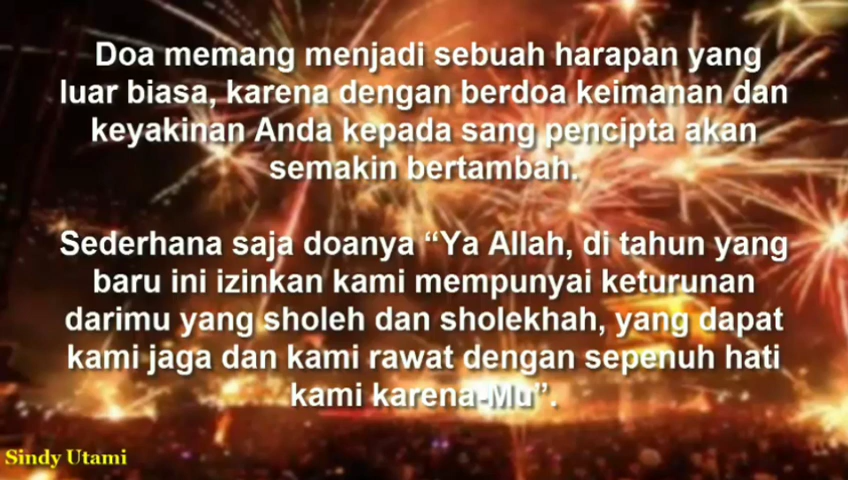 Doa memang menjadi sebuah harapan yang
luar biasa, karena dengan berdoa keimanan dan
keyakinan Anda kepada sang pencipta akan
semakin bertambah.
Sederhana saja doanya “Ya Allah, di tahun yang
baru ini izinkan kami mempunyai keturunan
darimu yang sholeh dan sholekhah, yang dapat
kami jaga dan kami rawat dengan sepenuh hati
kami karena-Mu”.
Sindy Utami